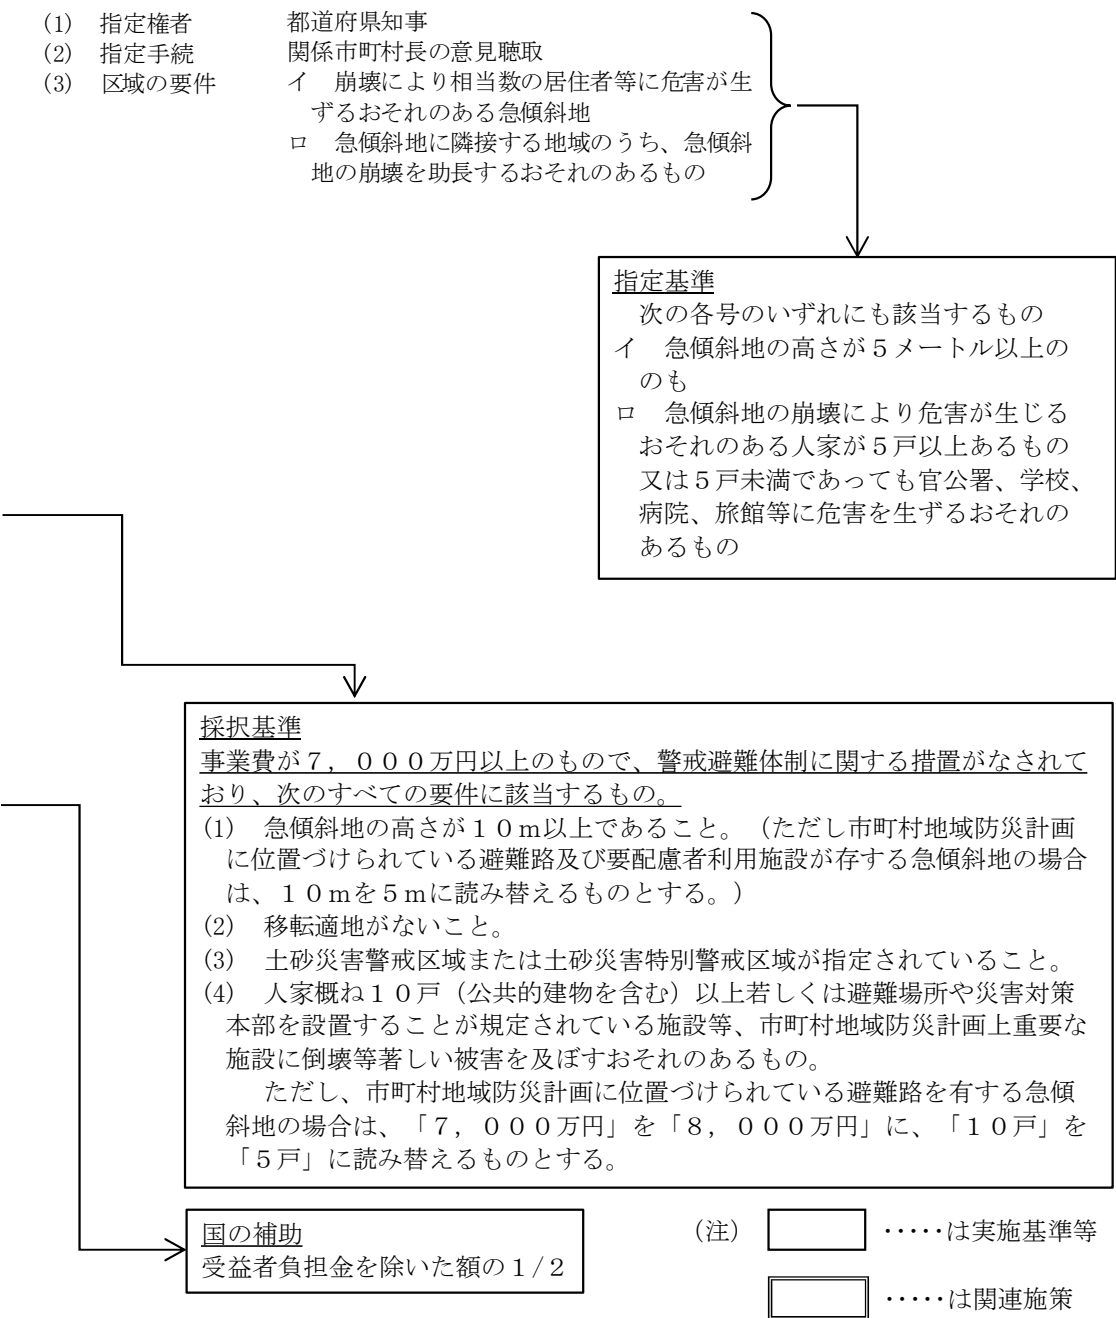 (1)　指定権者　都道府県知事
(2)　指定手続　関係市町村長の意見聴取
(3)　区域の要件　イ　崩壊により相当数の居住者等に危害が生
ずるおそれのある急傾斜地
ロ　急傾斜地に隣接する地域のうち、急傾斜
地の崩壊を助長するおそれのあるもの
指定基準
次の各号のいずれにも該当するもの
イ　急傾斜地の高さが５メートル以上の
のも
ロ　急傾斜地の崩壊により危害が生じる
おそれのある人家が５戸以上あるもの
又は５戸未満であっても官公署、学校、
病院、旅館等に危害を生ずるおそれの
あるもの
採択基準
事業費が７，０００万円以上のもので、警戒避難体制に関する措置がなされて
おり、次のすべての要件に該当するもの。
(1)　急傾斜地の高さが１０ｍ以上であること。（ただし市町村地域防災計画
に位置づけられている避難路及び要配慮者利用施設が存する急傾斜地の場合
は、１０ｍを５ｍに読み替えるものとする。）
(2)　移転適地がないこと。
(3)　土砂災害警戒区域または土砂災害特別警戒区域が指定されていること。
(4)　人家概ね１０戸（公共的建物を含む）以上若しくは避難場所や災害対策
本部を設置することが規定されている施設等、市町村地域防災計画上重要な
施設に倒壊等著しい被害を及ぼすおそれのあるもの。
ただし、市町村地域防災計画に位置づけられている避難路を有する急傾
斜地の場合は、「７，０００万円」を「８，０００万円」に、「１０戸」を
「５戸」に読み替えるものとする。
国の補助
受益者負担金を除いた額の１/２
（注）　・・・・・は実施基準等
・・・・・は関連施策